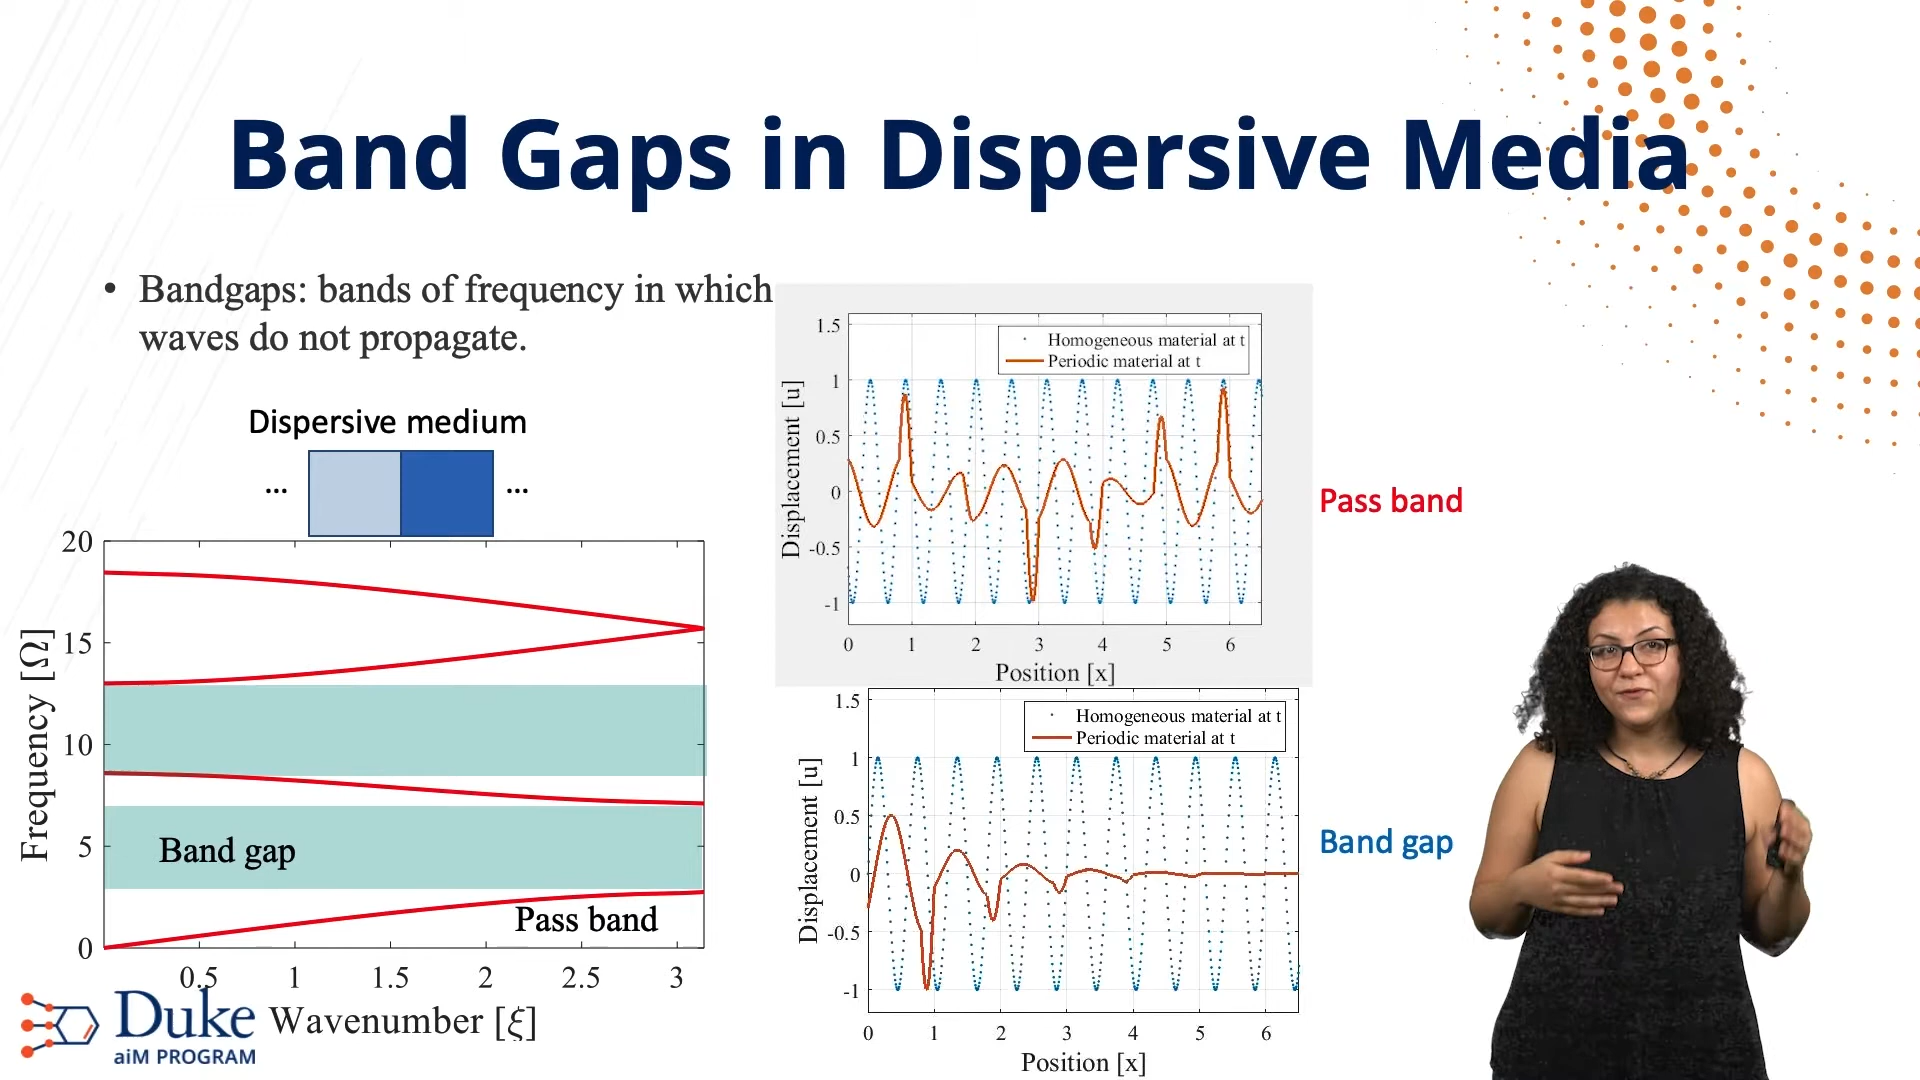 Band Gaps in Dispersive Media
• Bandgaps: bands of frequency in which
waves do not propagate.
Dispersive medium
... ...
20
15
10
5
0
Frequency [Ω]
Band gap
Pass band
0.5 1 1.5 2 2.5 3
Wavenumber [ξ]
Duke
aiM PROGRAM
1.5
1
0.5
0
-0.5
-1
Displacement [u]
Homogeneous material at t
Periodic material at t
0 1 2 3 4 5 6
Position [x]
Pass band
1.5
1
0.5
0
-0.5
-1
Displacement [u]
Homogeneous material at t
Periodic material at t
0 1 2 3 4 5 6
Position [x]
Band gap